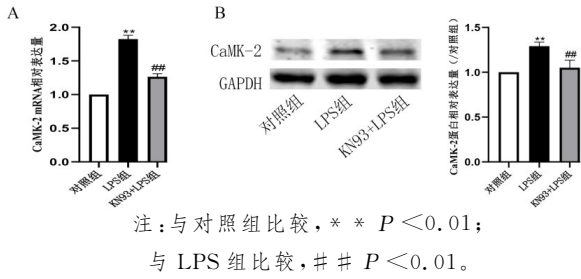 A
CaMK-2 mRNA相对表达量
2.0
1.5
1.0
0.5
0.0
**
##
对照组
LPS组
KN93+LPS组
B
CaMK-2
GAPDH
对照组
LPS组
KN93+LPS组
CaMK-2蛋白相对表达量(/对照组)
1.5
1.0
0.5
0.0
**
##
对照组
LPS组
KN93+LPS组
注:与对照组比较,* * P <0.01;
与 LPS 组比较,# # P <0.01。